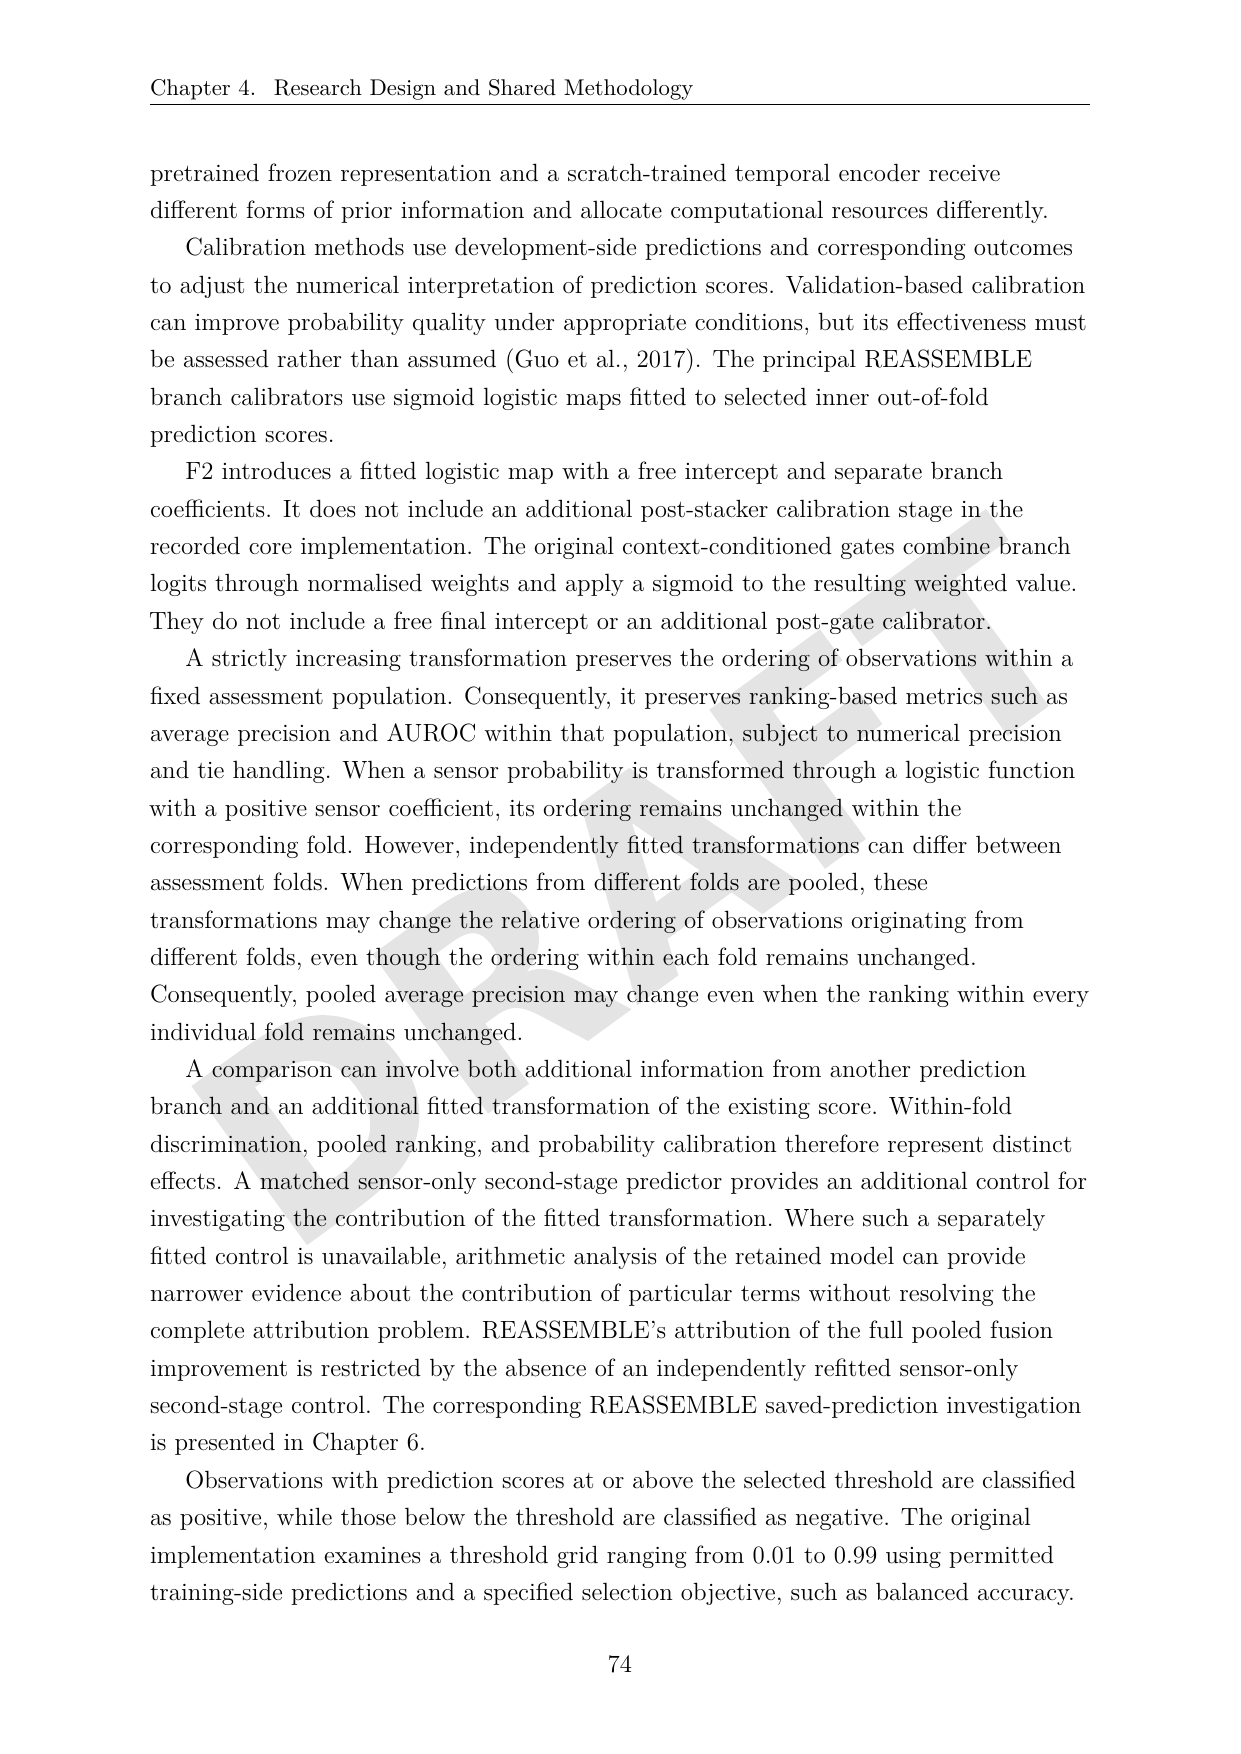 Chapter 4. Research Design and Shared Methodology
pretrained frozen representation and a scratch-trained temporal encoder receive
different forms of prior information and allocate computational resources differently.
Calibration methods use development-side predictions and corresponding outcomes
to adjust the numerical interpretation of prediction scores. Validation-based calibration
can improve probability quality under appropriate conditions, but its effectiveness must
be assessed rather than assumed (Guo et al., 2017). The principal REASSEMBLE
branch calibrators use sigmoid logistic maps fitted to selected inner out-of-fold
prediction scores.
F2 introduces a fitted logistic map with a free intercept and separate branch
coefficients. It does not include an additional post-stacker calibration stage in the
recorded core implementation. The original context-conditioned gates combine branch
logits through normalised weights and apply a sigmoid to the resulting weighted value.
They do not include a free final intercept or an additional post-gate calibrator.
A strictly increasing transformation preserves the ordering of observations within a
fixed assessment population. Consequently, it preserves ranking-based metrics such as
average precision and AUROC within that population, subject to numerical precision
and tie handling. When a sensor probability is transformed through a logistic function
with a positive sensor coefficient, its ordering remains unchanged within the
corresponding fold. However, independently fitted transformations can differ between
assessment folds. When predictions from different folds are pooled, these
transformations may change the relative ordering of observations originating from
different folds, even though the ordering within each fold remains unchanged.
Consequently, pooled average precision may change even when the ranking within every
individual fold remains unchanged.
A comparison can involve both additional information from another prediction
branch and an additional fitted transformation of the existing score. Within-fold
discrimination, pooled ranking, and probability calibration therefore represent distinct
effects. A matched sensor-only second-stage predictor provides an additional control for
investigating the contribution of the fitted transformation. Where such a separately
fitted control is unavailable, arithmetic analysis of the retained model can provide
narrower evidence about the contribution of particular terms without resolving the
complete attribution problem. REASSEMBLE’s attribution of the full pooled fusion
improvement is restricted by the absence of an independently refitted sensor-only
second-stage control. The corresponding REASSEMBLE saved-prediction investigation
is presented in Chapter 6.
Observations with prediction scores at or above the selected threshold are classified
as positive, while those below the threshold are classified as negative. The original
implementation examines a threshold grid ranging from 0.01 to 0.99 using permitted
training-side predictions and a specified selection objective, such as balanced accuracy.
74
DRAFT